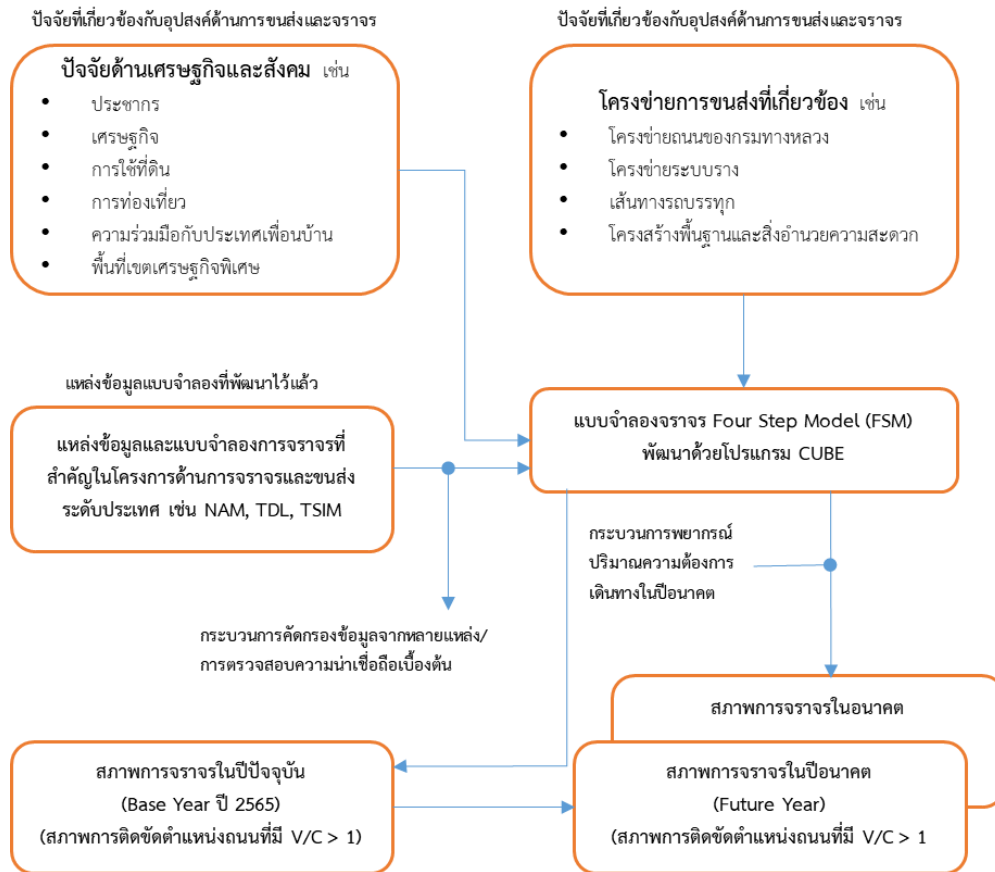 ปัจจัยที่เกี่ยวข้องกับอุปสงค์ด้านการขนส่งและจราจร
ปัจจัยด้านเศรษฐกิจและสังคม เช่น
• ประชากร
• เศรษฐกิจ
• การใช้ที่ดิน
• การท่องเที่ยว
• ความร่วมมือกับประเทศเพื่อนบ้าน
• พื้นที่เขตเศรษฐกิจพิเศษ
ปัจจัยที่เกี่ยวข้องกับอุปสงค์ด้านการขนส่งและจราจร
โครงข่ายการขนส่งที่เกี่ยวข้อง เช่น
• โครงข่ายถนนของกรมทางหลวง
• โครงข่ายระบบราง
• เส้นทางรถบรรทุก
• โครงสร้างพื้นฐานและสิ่งอำนวยความสะดวก
แหล่งข้อมูลแบบจำลองที่พัฒนาไว้แล้ว
แหล่งข้อมูลและแบบจำลองการจราจรที่
สำคัญในโครงการด้านการจราจรและขนส่ง
ระดับประเทศ เช่น NAM, TDL, TSIM
แบบจำลองจราจร Four Step Model (FSM)
พัฒนาด้วยโปรแกรม CUBE
กระบวนการพยากรณ์
ปริมาณความต้องการ
เดินทางในปีอนาคต
กระบวนการคัดกรองข้อมูลจากหลายแหล่ง/
การตรวจสอบความน่าเชื่อถือเบื้องต้น
สภาพการจราจรในอนาคต
สภาพการจราจรในปีปัจจุบัน
(Base Year ปี 2565)
(สภาพการติดขัดตำแหน่งถนนที่มี V/C > 1)
สภาพการจราจรในปีอนาคต
(Future Year)
(สภาพการติดขัดตำแหน่งถนนที่มี V/C > 1